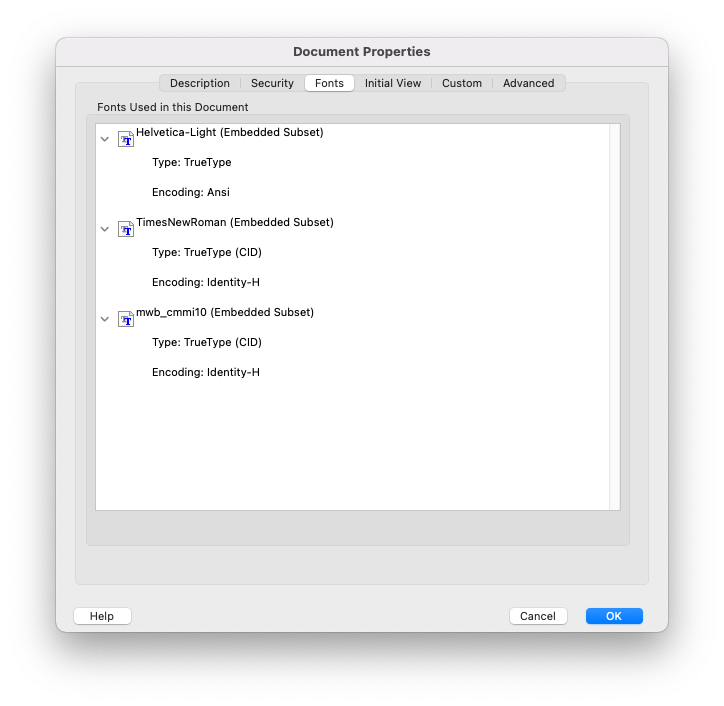 Document Properties
Description Security Fonts Initial View Custom Advanced
Fonts Used in this Document
Helvetica-Light (Embedded Subset)
Type: TrueType
Encoding: Ansi
TimesNewRoman (Embedded Subset)
Type: TrueType (CID)
Encoding: Identity-H
mwb_cmmi10 (Embedded Subset)
Type: TrueType (CID)
Encoding: Identity-H
Help Cancel OK